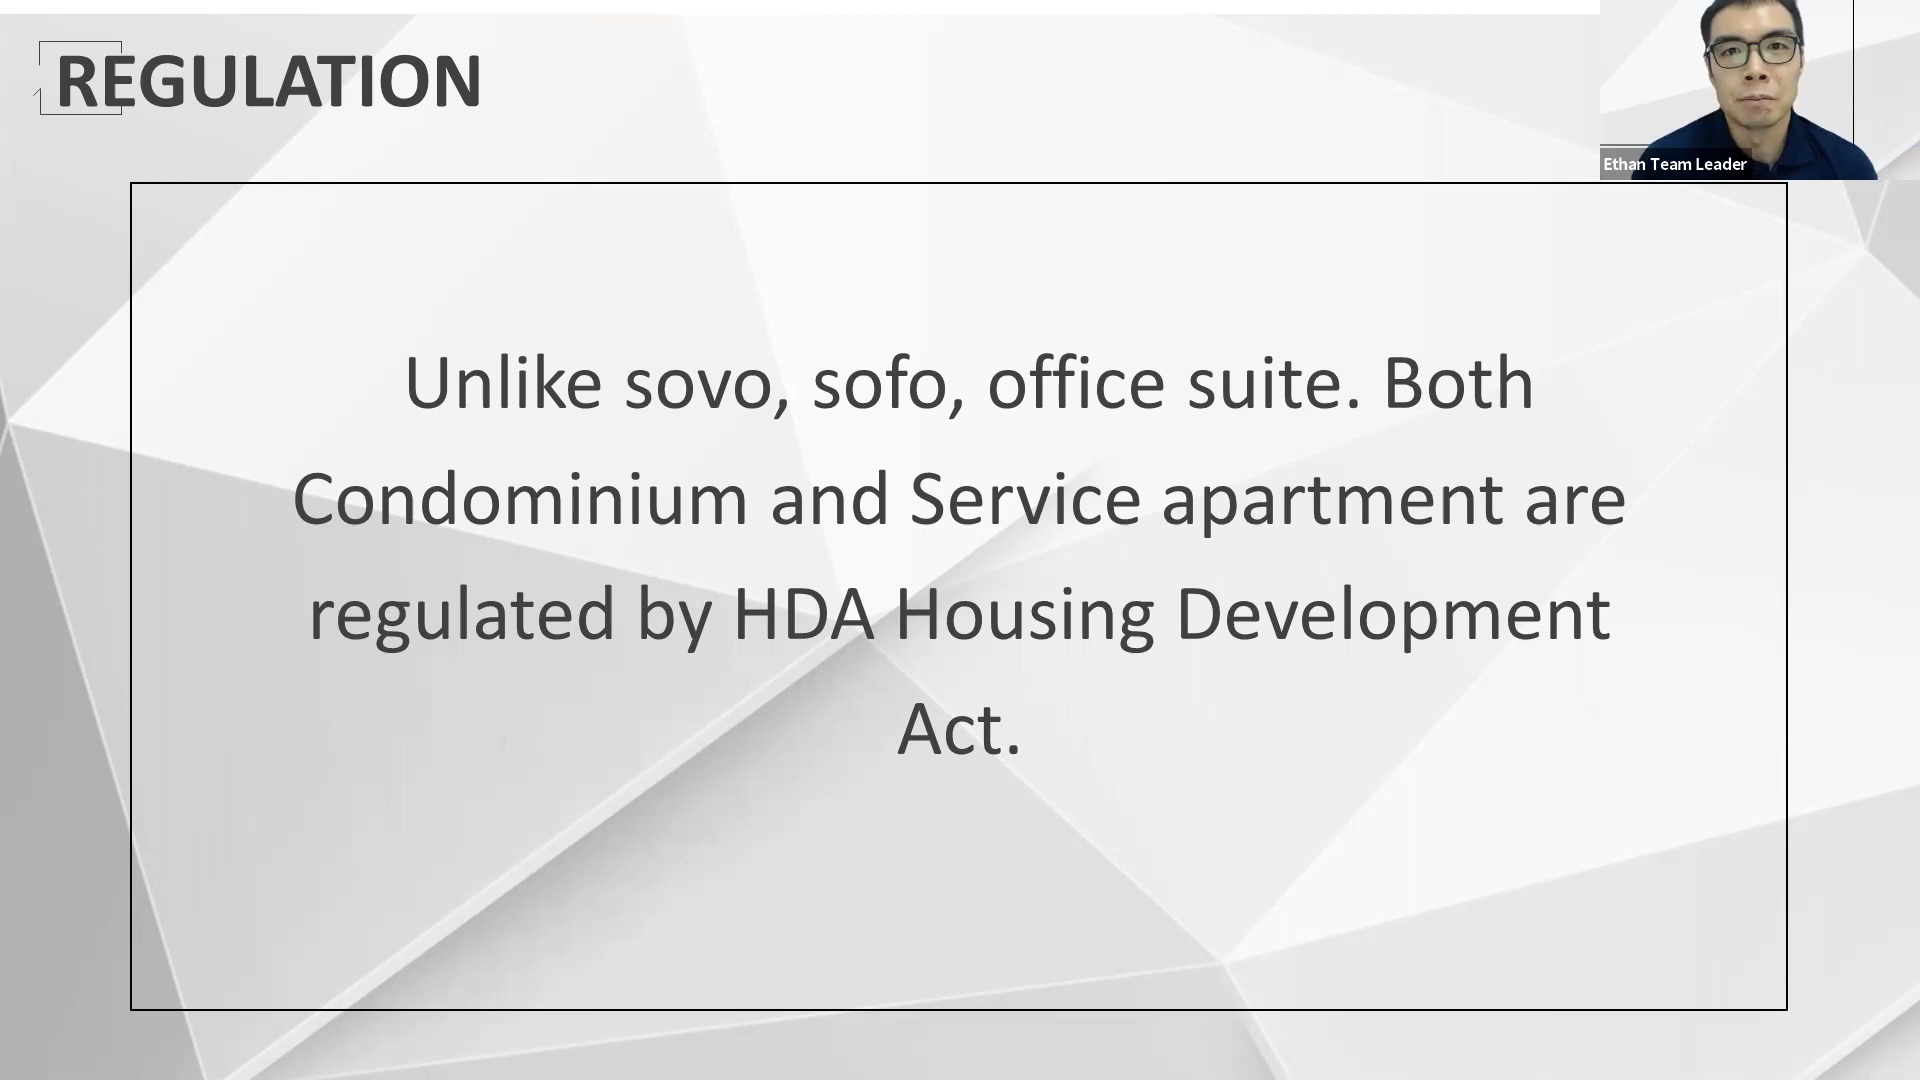 REGULATION
Ethan Team Leader
Unlike sovo, sofo, office suite. Both
Condominium and Service apartment are
regulated by HDA Housing Development
Act.